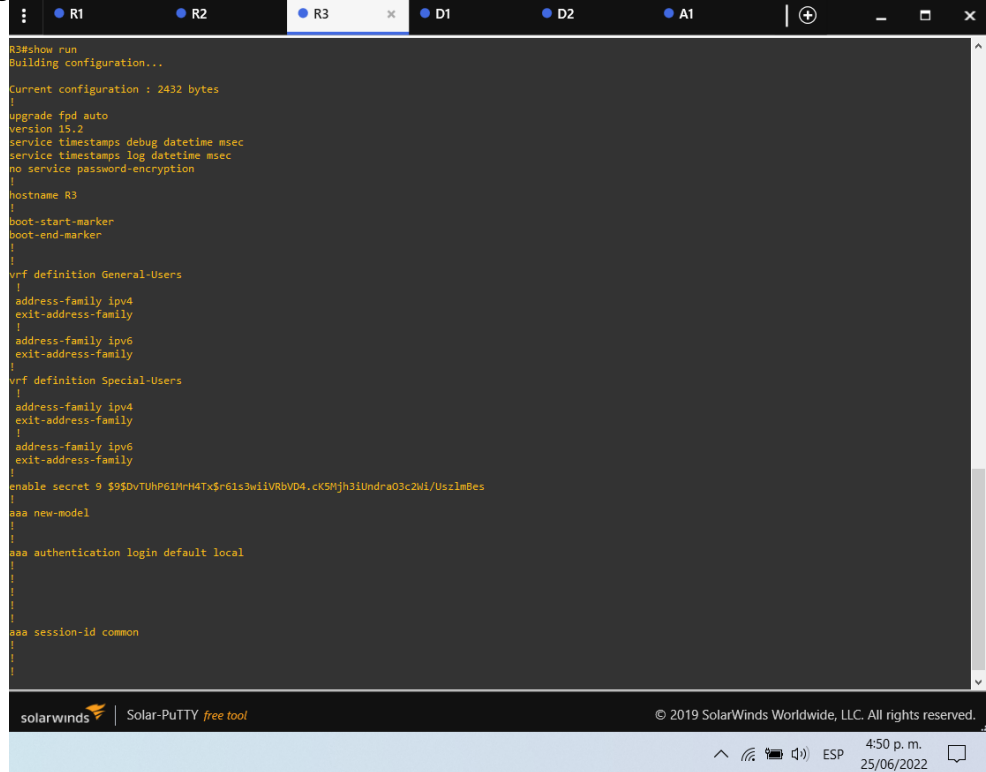 R1 R2 R3 × D1 D2 A1
R3#show run
Building configuration...
Current configuration : 2432 bytes
!
upgrade fpd auto
version 15.2
service timestamps debug datetime msec
service timestamps log datetime msec
no service password-encryption
!
hostname R3
!
boot-start-marker
boot-end-marker
!
!
vrf definition General-Users
!
address-family ipv4
exit-address-family
!
address-family ipv6
exit-address-family
!
vrf definition Special-Users
!
address-family ipv4
exit-address-family
!
address-family ipv6
exit-address-family
!
enable secret 9 $9$DvTUhP61MrH4Tx$r61s3wiiVRbVD4.cK5Mjh3iUndraO3c2Wi/UszlmBes
!
aaa new-model
!
!
aaa authentication login default local
!
!
!
!
!
aaa session-id common
!
!
!
solarwinds Solar-PuTTY free tool © 2019 SolarWinds Worldwide, LLC. All rights reserved.
ESP 4:50 p. m.
25/06/2022